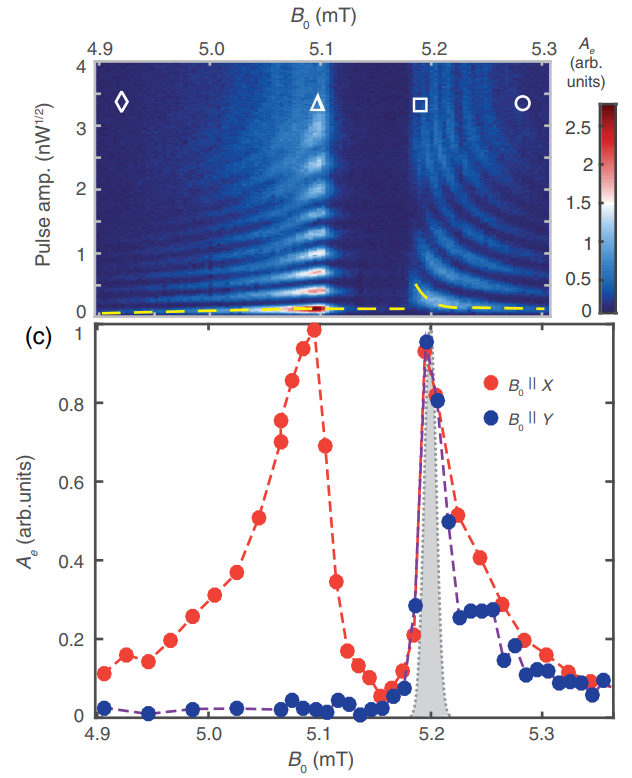 B₀ (mT)
4.9 5.0 5.1 5.2 5.3
Aₑ
(arb.
units)
Pulse amp. (nW¹/²)
4
3
2
1
0
2.5
2
1.5
1
0.5
0
(c)
Aₑ (arb.units)
1
0.8
0.6
0.4
0.2
0
B₀ || X
B₀ || Y
4.9 5.0 5.1 5.2 5.3
B₀ (mT)